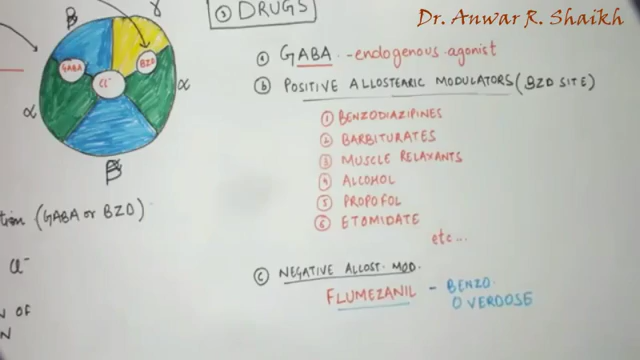 Dr. Anwar R. Shaikh
③ DRUGS
β
γ
GABA
BZD
Cl⁻
α
α
β
ⓐ GABA - endogenous agonist
ⓑ POSITIVE ALLOSTEARIC MODULATORS (BZD SITE)
① BENZODIAZIPINES
② BARBITURATES
③ MUSCLE RELAXANTS
④ ALCOHOL
⑤ PROPOFOL
⑥ ETOMIDATE
etc...
(GABA or BZD)
Cl⁻
OF
ⓒ NEGATIVE ALLOST. MOD.
FLUMEZANIL - BENZO.
OVERDOSE